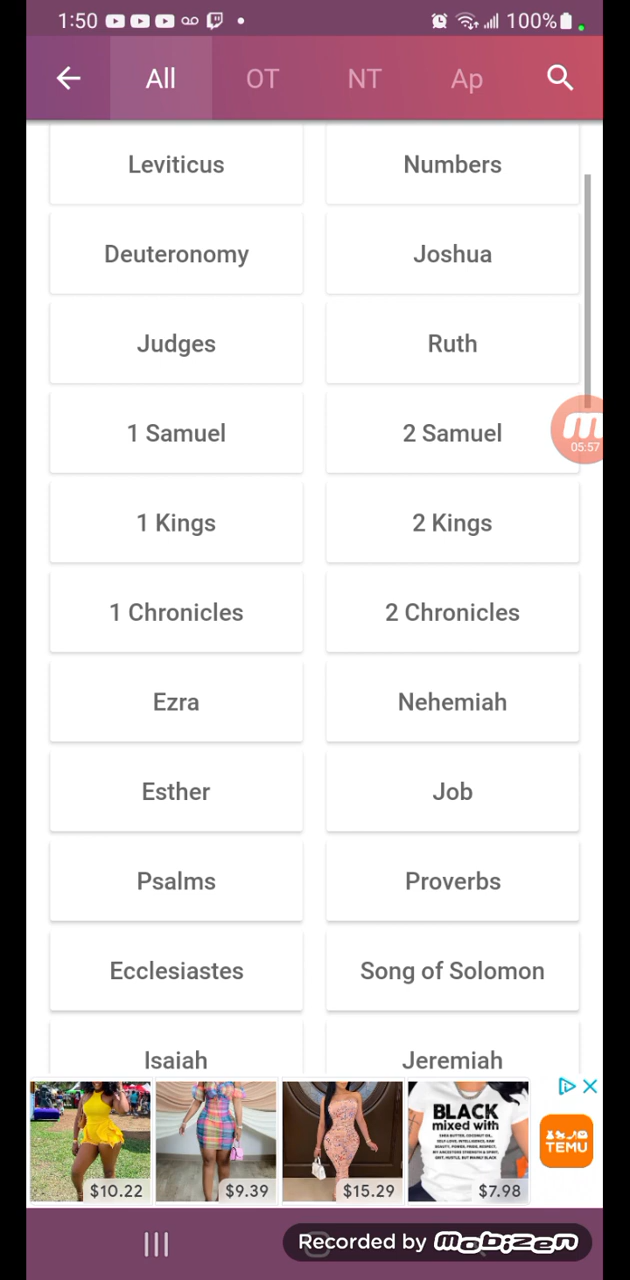 1:50
100%
All OT NT Ap
Leviticus Numbers
Deuteronomy Joshua
Judges Ruth
1 Samuel 2 Samuel
05:57
1 Kings 2 Kings
1 Chronicles 2 Chronicles
Ezra Nehemiah
Esther Job
Psalms Proverbs
Ecclesiastes Song of Solomon
Isaiah Jeremiah
BLACK
mixed with
TEMU
$10.22 $9.39 $15.29 $7.98
Recorded by mobizen